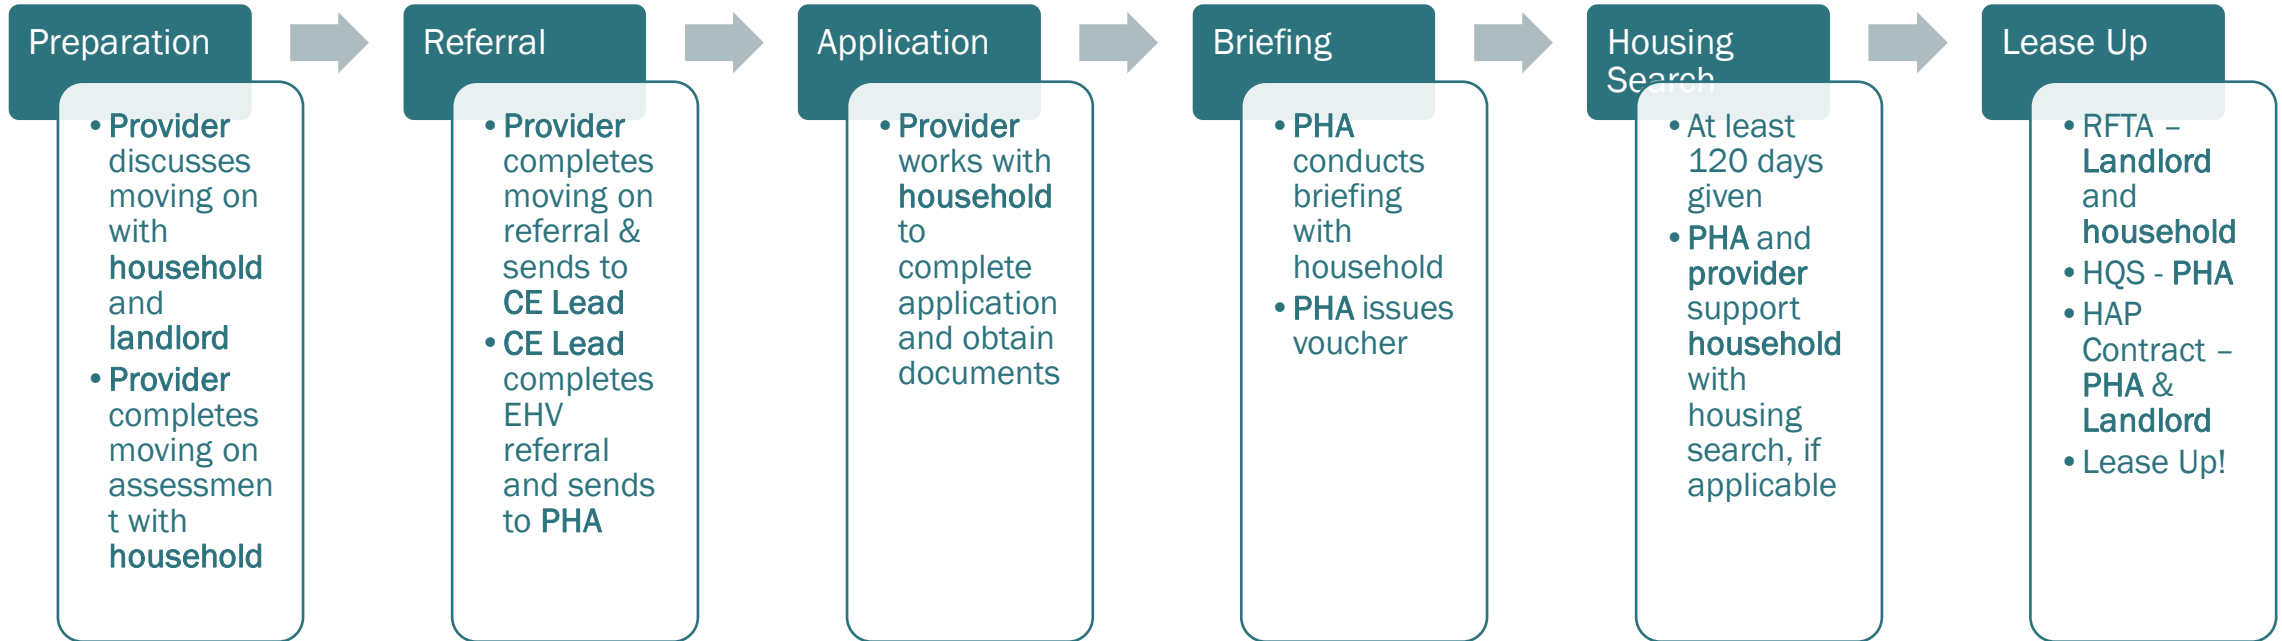 Preparation
• Provider
discusses
moving on
with
household
and
landlord
• Provider
completes
moving on
assessmen
t with
household
Referral
• Provider
completes
moving on
referral &
sends to
CE Lead
• CE Lead
completes
EHV
referral
and sends
to PHA
Application
• Provider
works with
household
to
complete
application
and obtain
documents
Briefing
• PHA
conducts
briefing
with
household
• PHA issues
voucher
Housing
Search
• At least
120 days
given
• PHA and
provider
support
household
with
housing
search, if
applicable
Lease Up
• RFTA –
Landlord
and
household
• HQS - PHA
• HAP
Contract –
PHA &
Landlord
• Lease Up!